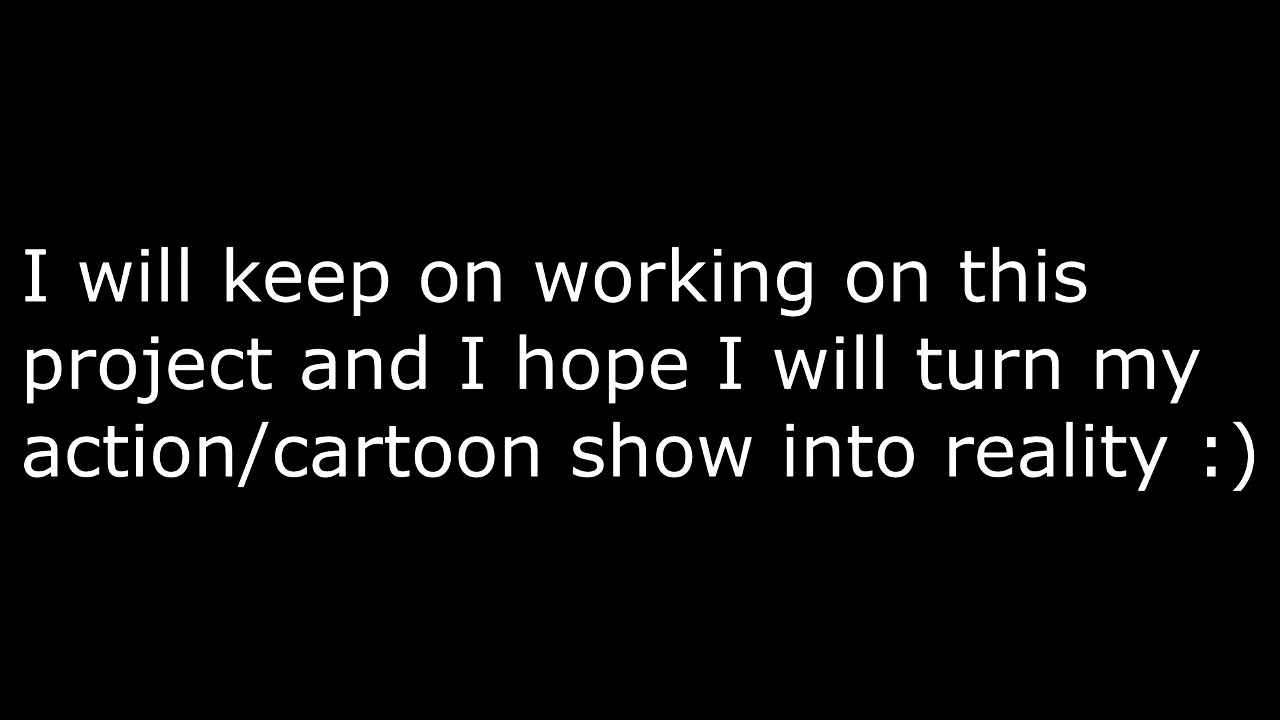 I will keep on working on this
project and I hope I will turn my
action/cartoon show into reality :)